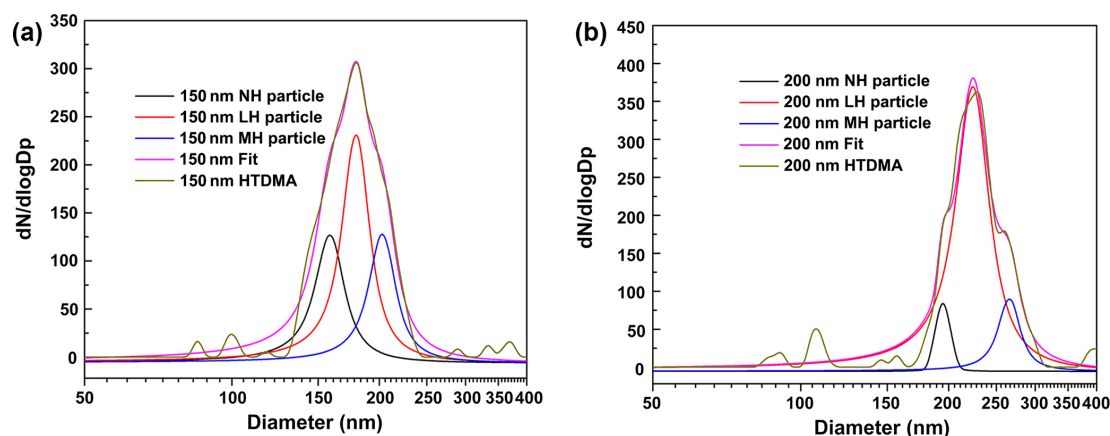 (a)
350
300
250
200
150
100
50
0
dN/dlogDp
150 nm NH particle
150 nm LH particle
150 nm MH particle
150 nm Fit
150 nm HTDMA
50 100 150 200 250 300 350 400
Diameter (nm)
(b)
450
400
350
300
250
200
150
100
50
0
dN/dlogDp
200 nm NH particle
200 nm LH particle
200 nm MH particle
200 nm Fit
200 nm HTDMA
50 100 150 200 250 300 350 400
Diameter (nm)